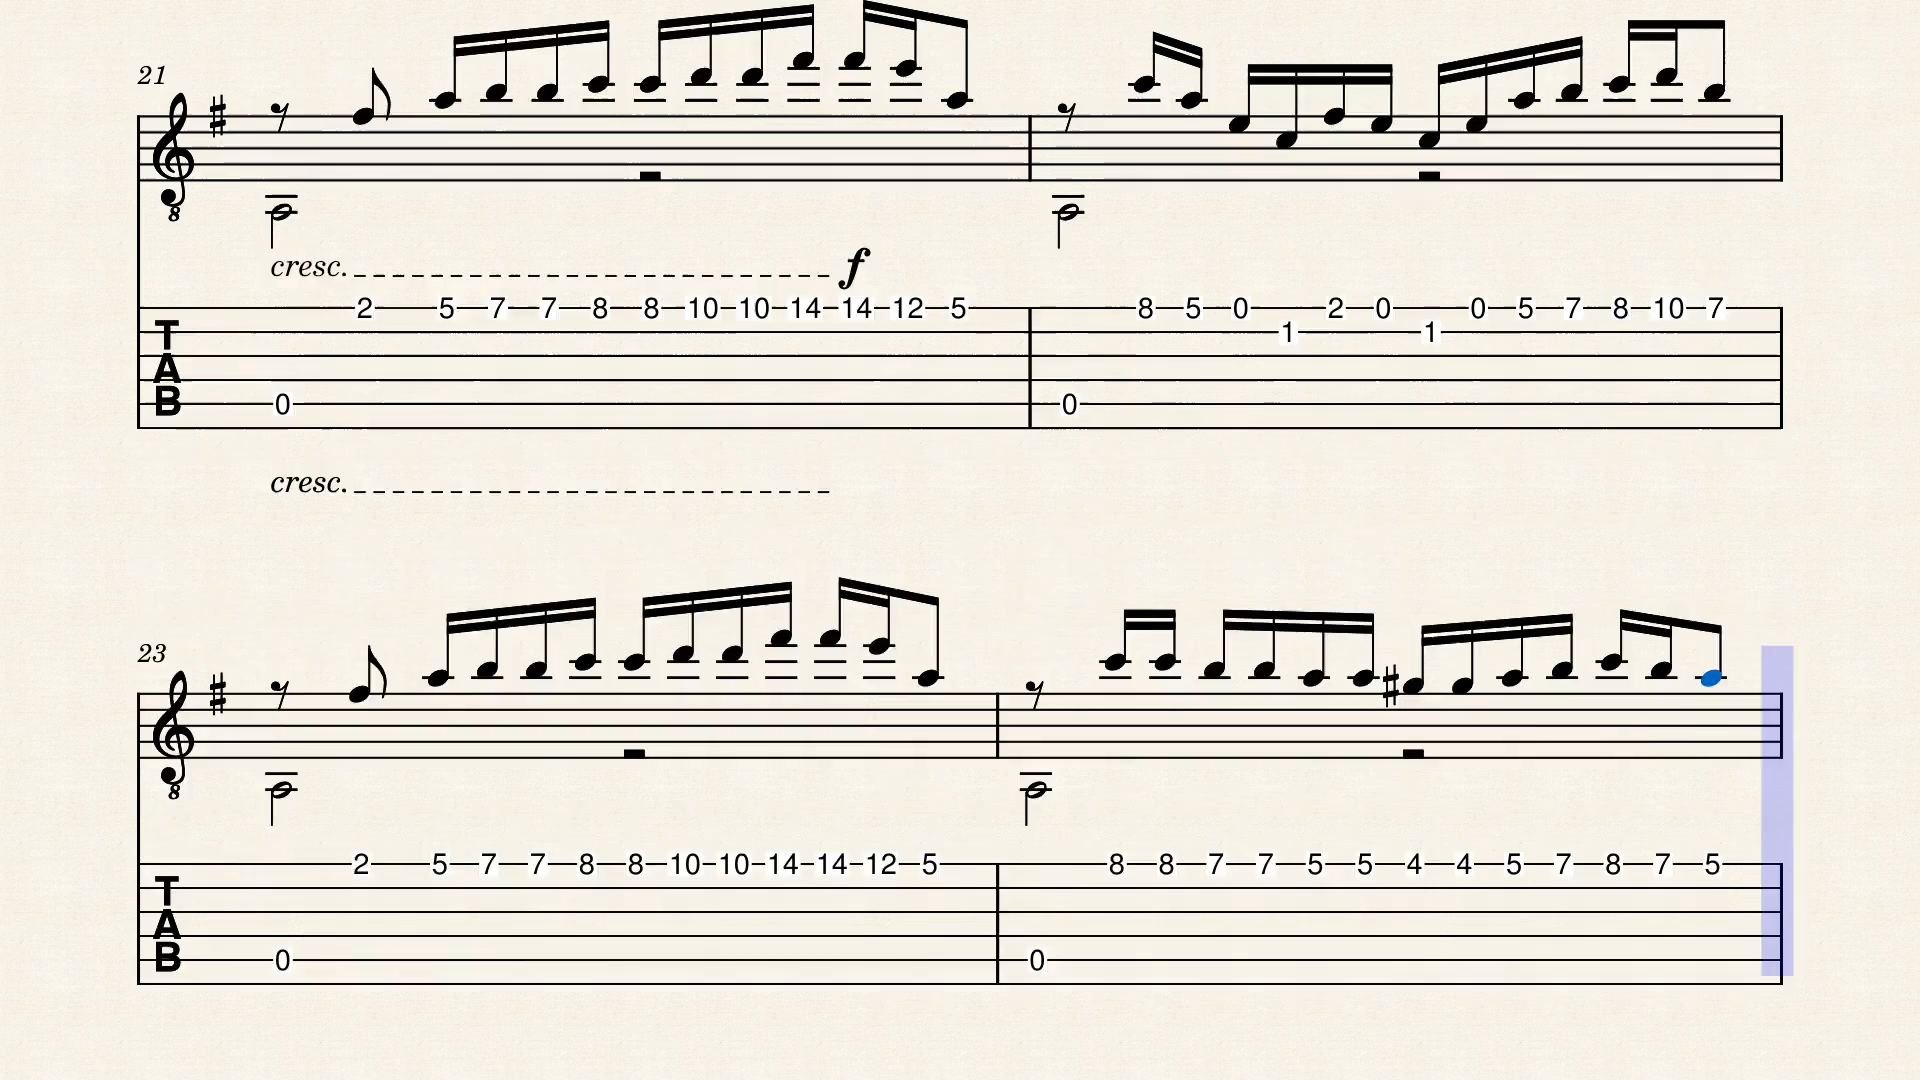 21
8
cresc. f
2 5 7 7 8 8 10 10 14 14 12 5 8 5 0 2 0 0 5 7 8 10 7
T 1 1
A
B 0 0
cresc.
23
8
2 5 7 7 8 8 10 10 14 14 12 5 8 8 7 7 5 5 4 4 5 7 8 7 5
T
A
B 0 0